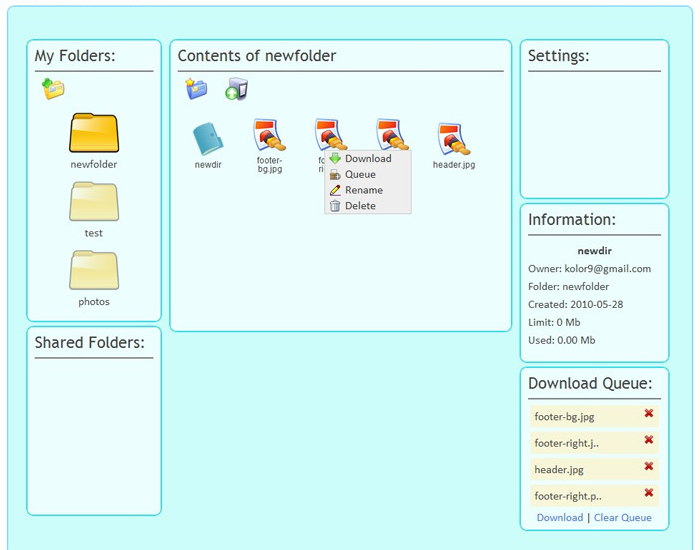 My Folders:
newfolder
test
photos
Shared Folders:
Contents of newfolder
newdir
footer-
bg.jpg
header.jpg
Download
Queue
Rename
Delete
Settings:
Information:
newdir
Owner: kolor9@gmail.com
Folder: newfolder
Created: 2010-05-28
Limit: 0 Mb
Used: 0.00 Mb
Download Queue:
footer-bg.jpg
footer-right.j..
header.jpg
footer-right.p..
Download | Clear Queue